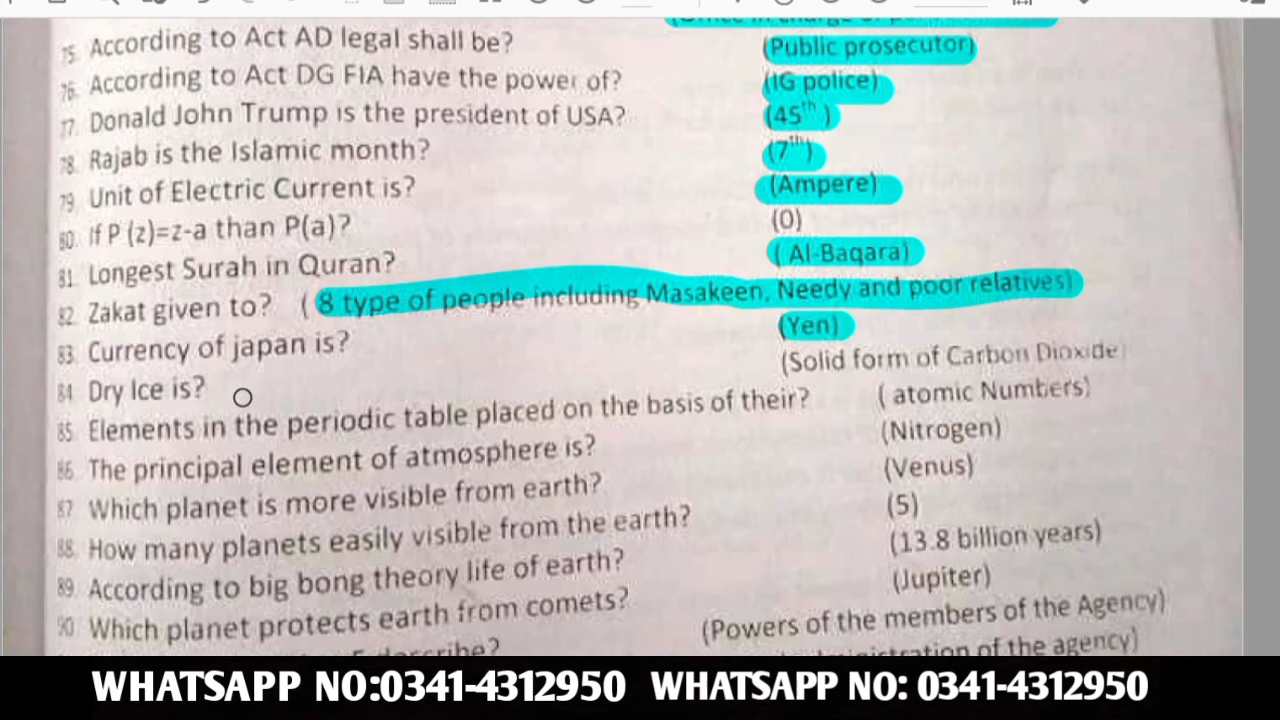 75. According to Act AD legal shall be? (Public prosecutor)
76. According to Act DG FIA have the power of? (IG police)
77. Donald John Trump is the president of USA? (45th )
78. Rajab is the Islamic month? (7th)
79. Unit of Electric Current is? (Ampere)
80. If P (z)=z-a than P(a)? (0)
81. Longest Surah in Quran? ( Al-Baqara)
82. Zakat given to? ( 8 type of people including Masakeen, Needy and poor relatives)
83. Currency of japan is? (Yen)
84. Dry Ice is? (Solid form of Carbon Dioxide)
85. Elements in the periodic table placed on the basis of their? ( atomic Numbers)
86. The principal element of atmosphere is? (Nitrogen)
87. Which planet is more visible from earth? (Venus)
88. How many planets easily visible from the earth? (5)
89. According to big bong theory life of earth? (13.8 billion years)
90. Which planet protects earth from comets? (Jupiter)
describe? (Powers of the members of the Agency)
of the agency)
WHATSAPP NO:0341-4312950 WHATSAPP NO: 0341-4312950